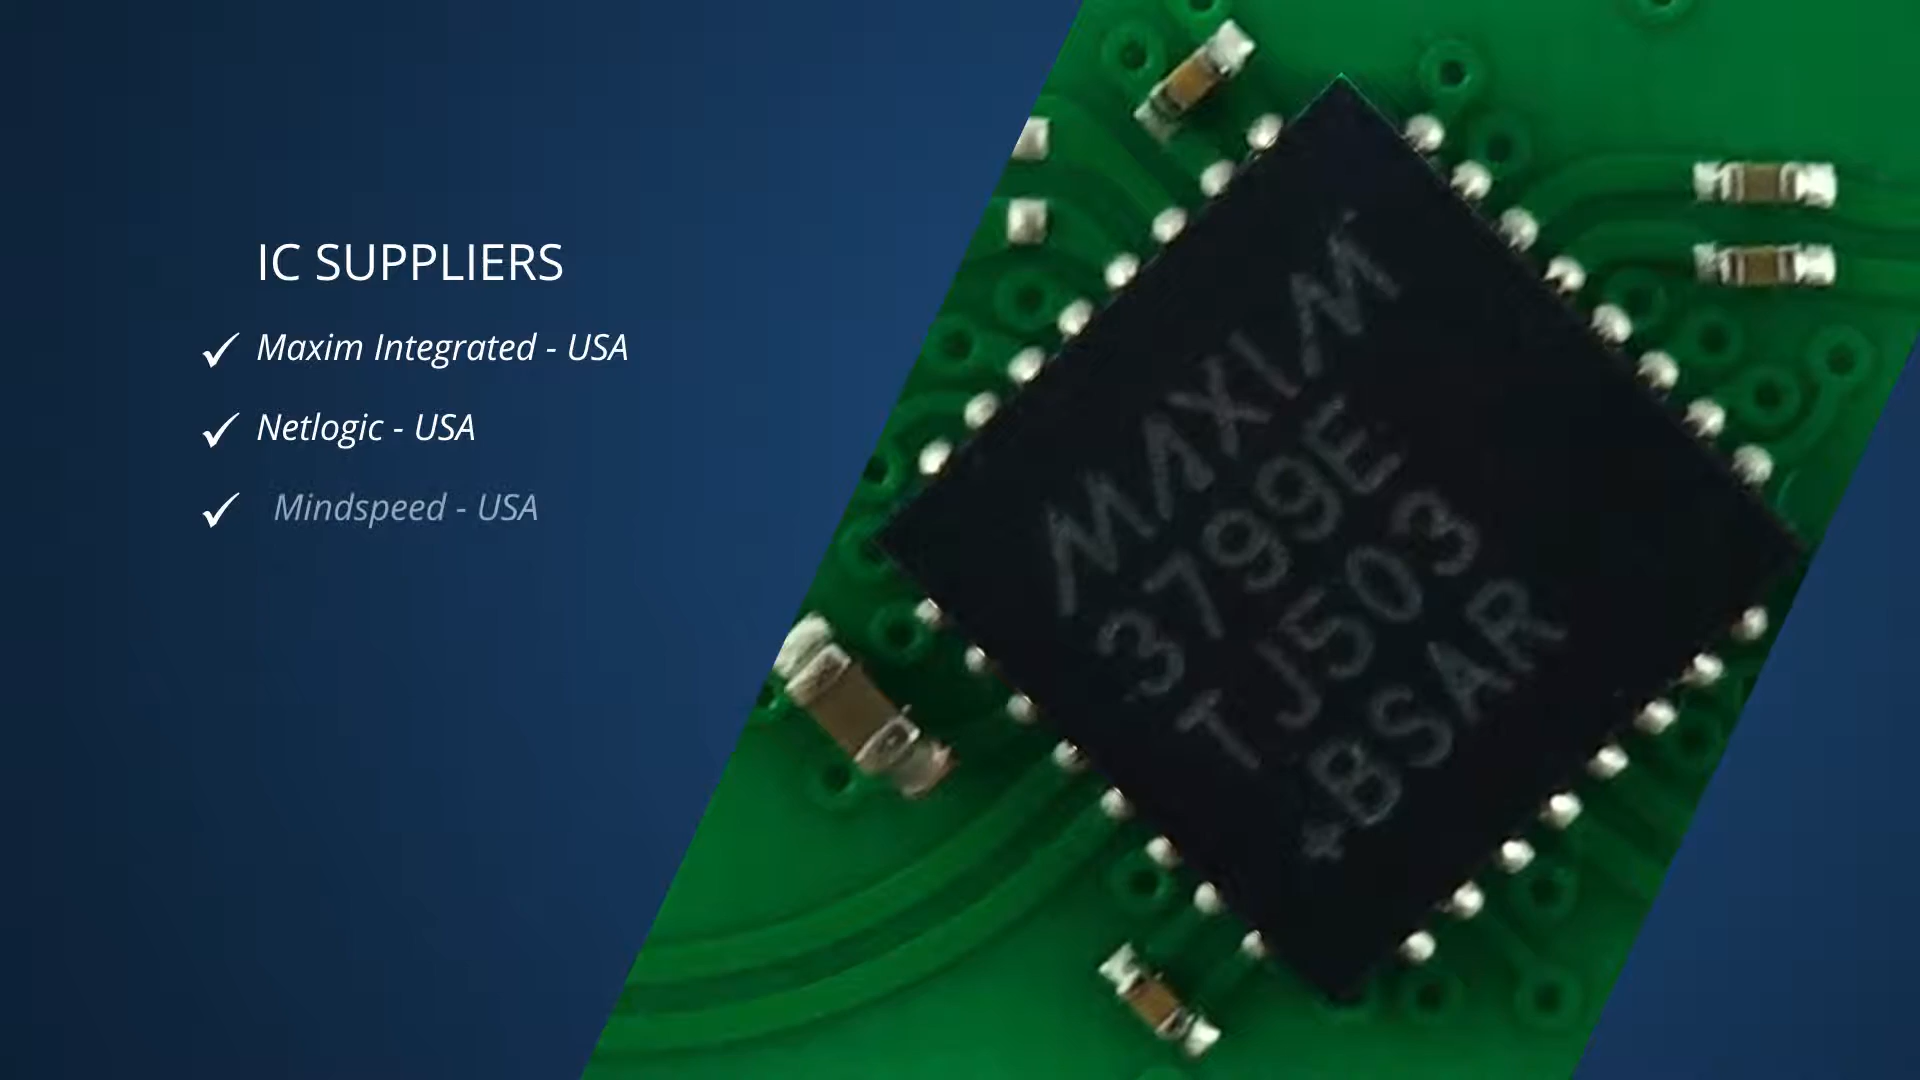 IC SUPPLIERS
Maxim Integrated - USA
Netlogic - USA
Mindspeed - USA
MAXIM
3799E
TJ503
+BSAR